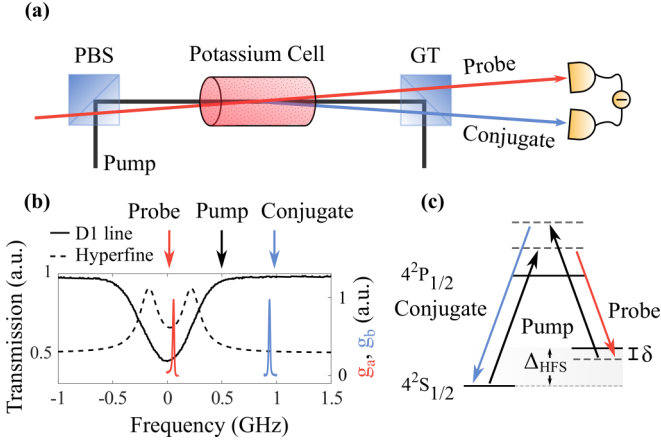 (a)
PBS
Potassium Cell
GT
Probe
Conjugate
Pump
−
(b)
Probe
Pump
Conjugate
D1 line
Hyperfine
Transmission (a.u.)
1
0.5
1
0
gₐ, g_b (a.u.)
-1
-0.5
0
0.5
1
1.5
Frequency (GHz)
(c)
4²P₁/₂
Conjugate
Probe
Pump
Δ_HFS
δ
4²S₁/₂